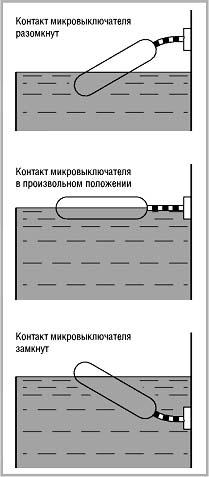 Контакт микровыключателя
разомкнут
Контакт микровыключателя
в произвольном положении
Контакт микровыключателя
замкнут